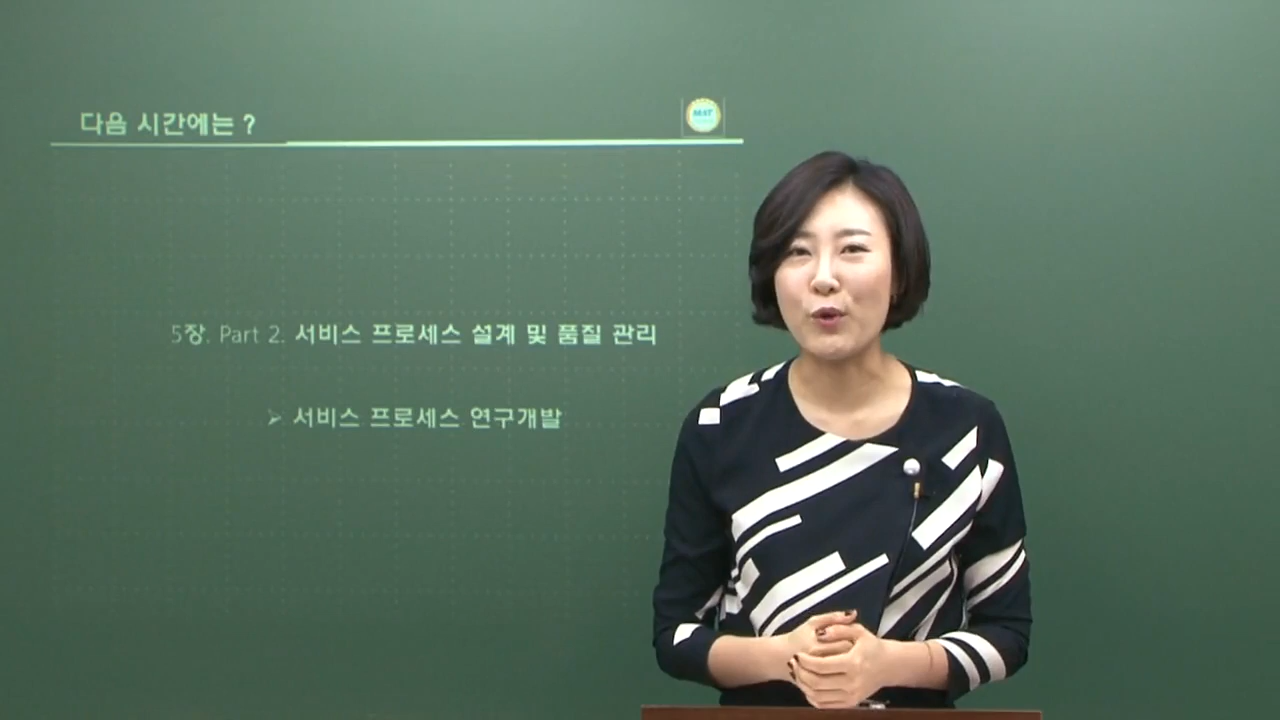 다음 시간에는 ?
MAT
5장. Part 2. 서비스 프로세스 설계 및 품질 관리
➢ 서비스 프로세스 연구개발